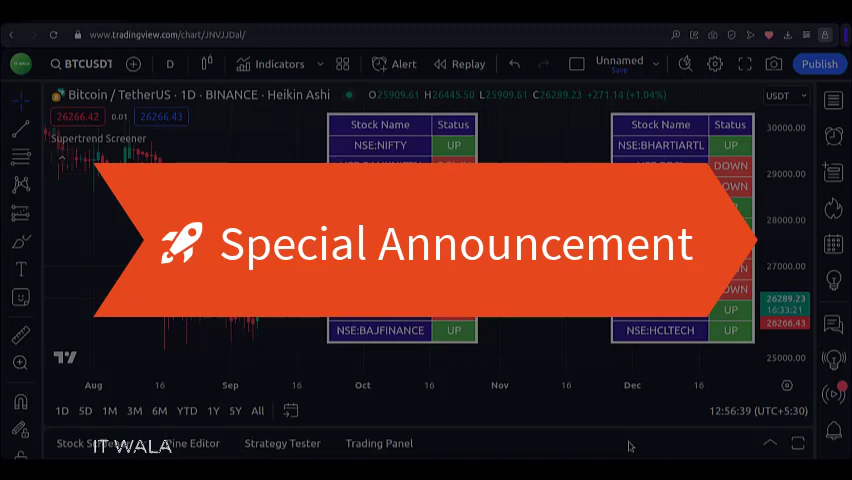 www.tradingview.com/chart/JNVJJDal/
BTCUSDT
D
Indicators
Alert
Replay
Unnamed
Save
Publish
Bitcoin / TetherUS · 1D · BINANCE · Heikin Ashi
O25909.61 H26445.50 L25909.61 C26289.23 +271.14 (+1.04%)
USDT
26266.42
0.01
26266.43
Supertrend Screener
Stock Name Status
NSE:NIFTY UP
Stock Name Status
NSE:BHARTIARTL UP
DOWN
DOWN
Special Announcement
NSE:BAJFINANCE UP
UP
NSE:HCLTECH UP
30000.00
29000.00
28000.00
27000.00
26289.23
16:33:21
26266.43
25000.00
Aug 16 Sep 16 Oct 16 Nov 16 Dec 16
1D 5D 1M 3M 6M YTD 1Y 5Y All
12:56:39 (UTC+5:30)
IT WALA
Pine Editor
Strategy Tester
Trading Panel